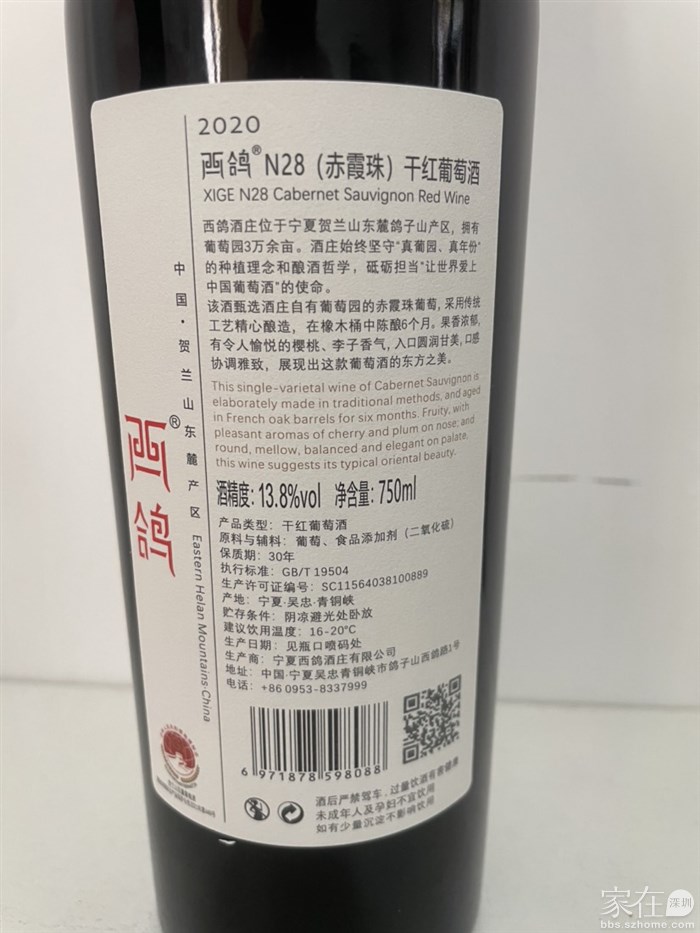 2020
西鸽® N28（赤霞珠）干红葡萄酒
XIGE N28 Cabernet Sauvignon Red Wine
西鸽酒庄位于宁夏贺兰山东麓鸽子山产区，拥有
葡萄园3万余亩。酒庄始终坚守“真葡园、真年份”
的种植理念和酿酒哲学，砥砺担当“让世界爱上
中国葡萄酒”的使命。
该酒甄选酒庄自有葡萄园的赤霞珠葡萄，采用传统
工艺精心酿造，在橡木桶中陈酿6个月。果香浓郁，
有令人愉悦的樱桃、李子香气，入口圆润甘美，口感
协调雅致，展现出这款葡萄酒的东方之美。
This single-varietal wine of Cabernet Sauvignon is
elaborately made in traditional methods, and aged
in French oak barrels for six months. Fruity, with
pleasant aromas of cherry and plum on nose; and
round, mellow, balanced and elegant on palate,
this wine suggests its typical oriental beauty.
酒精度：13.8%vol 净含量：750ml
产品类型：干红葡萄酒
原料与辅料：葡萄、食品添加剂（二氧化硫）
保质期：30年
执行标准：GB/T 19504
生产许可证编号：SC11564038100889
产地：宁夏·吴忠·青铜峡
贮存条件：阴凉避光处卧放
建议饮用温度：16-20°C
生产日期：见瓶口喷码处
生产商：宁夏西鸽酒庄有限公司
地址：中国·宁夏吴忠青铜峡市鸽子山西鸽路1号
电话：+86 0953-8337999
6 971878 598088
酒后严禁驾车，过量饮酒有害健康
未成年人及孕妇不宜饮用
如有少量沉淀不影响饮用
中国·贺兰山东麓产区 Eastern Helan Mountains·China
西鸽®
家在深圳
bbs.szhome.com